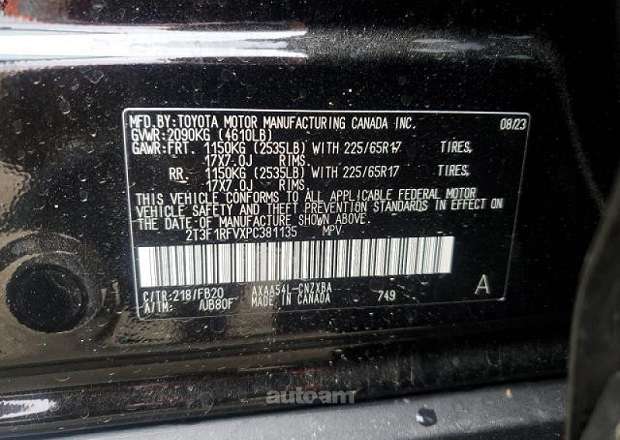 MFD.BY:TOYOTA MOTOR MANUFACTURING CANADA INC. 08/23
GVWR:2090KG (4610LB)
GAWR:FRT. 1150KG (2535LB) WITH 225/65R17 TIRES,
17X7.0J RIMS.
RR. 1150KG (2535LB) WITH 225/65R17 TIRES,
17X7.0J RIMS.
THIS VEHICLE CONFORMS TO ALL APPLICABLE FEDERAL MOTOR
VEHICLE SAFETY AND THEFT PREVENTION STANDARDS IN EFFECT ON
THE DATE OF MANUFACTURE SHOWN ABOVE.
2T3F1RFVXPC381135 MPV
C/TR:218/FB20 AXAA54L-CNZXBA 749 A
A/TM: /UB80F MADE IN CANADA
autoam